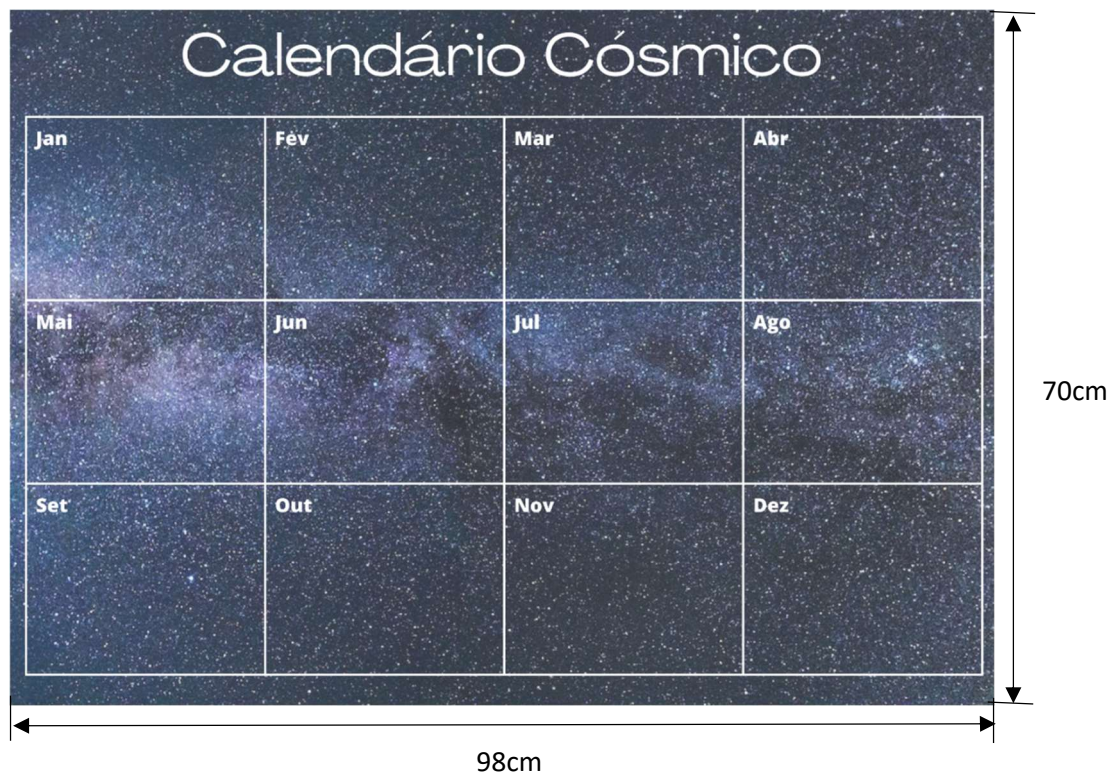 Calendário Cósmico
Jan Fev Mar Abr
Mai Jun Jul Ago
70cm
Set Out Nov Dez
98cm